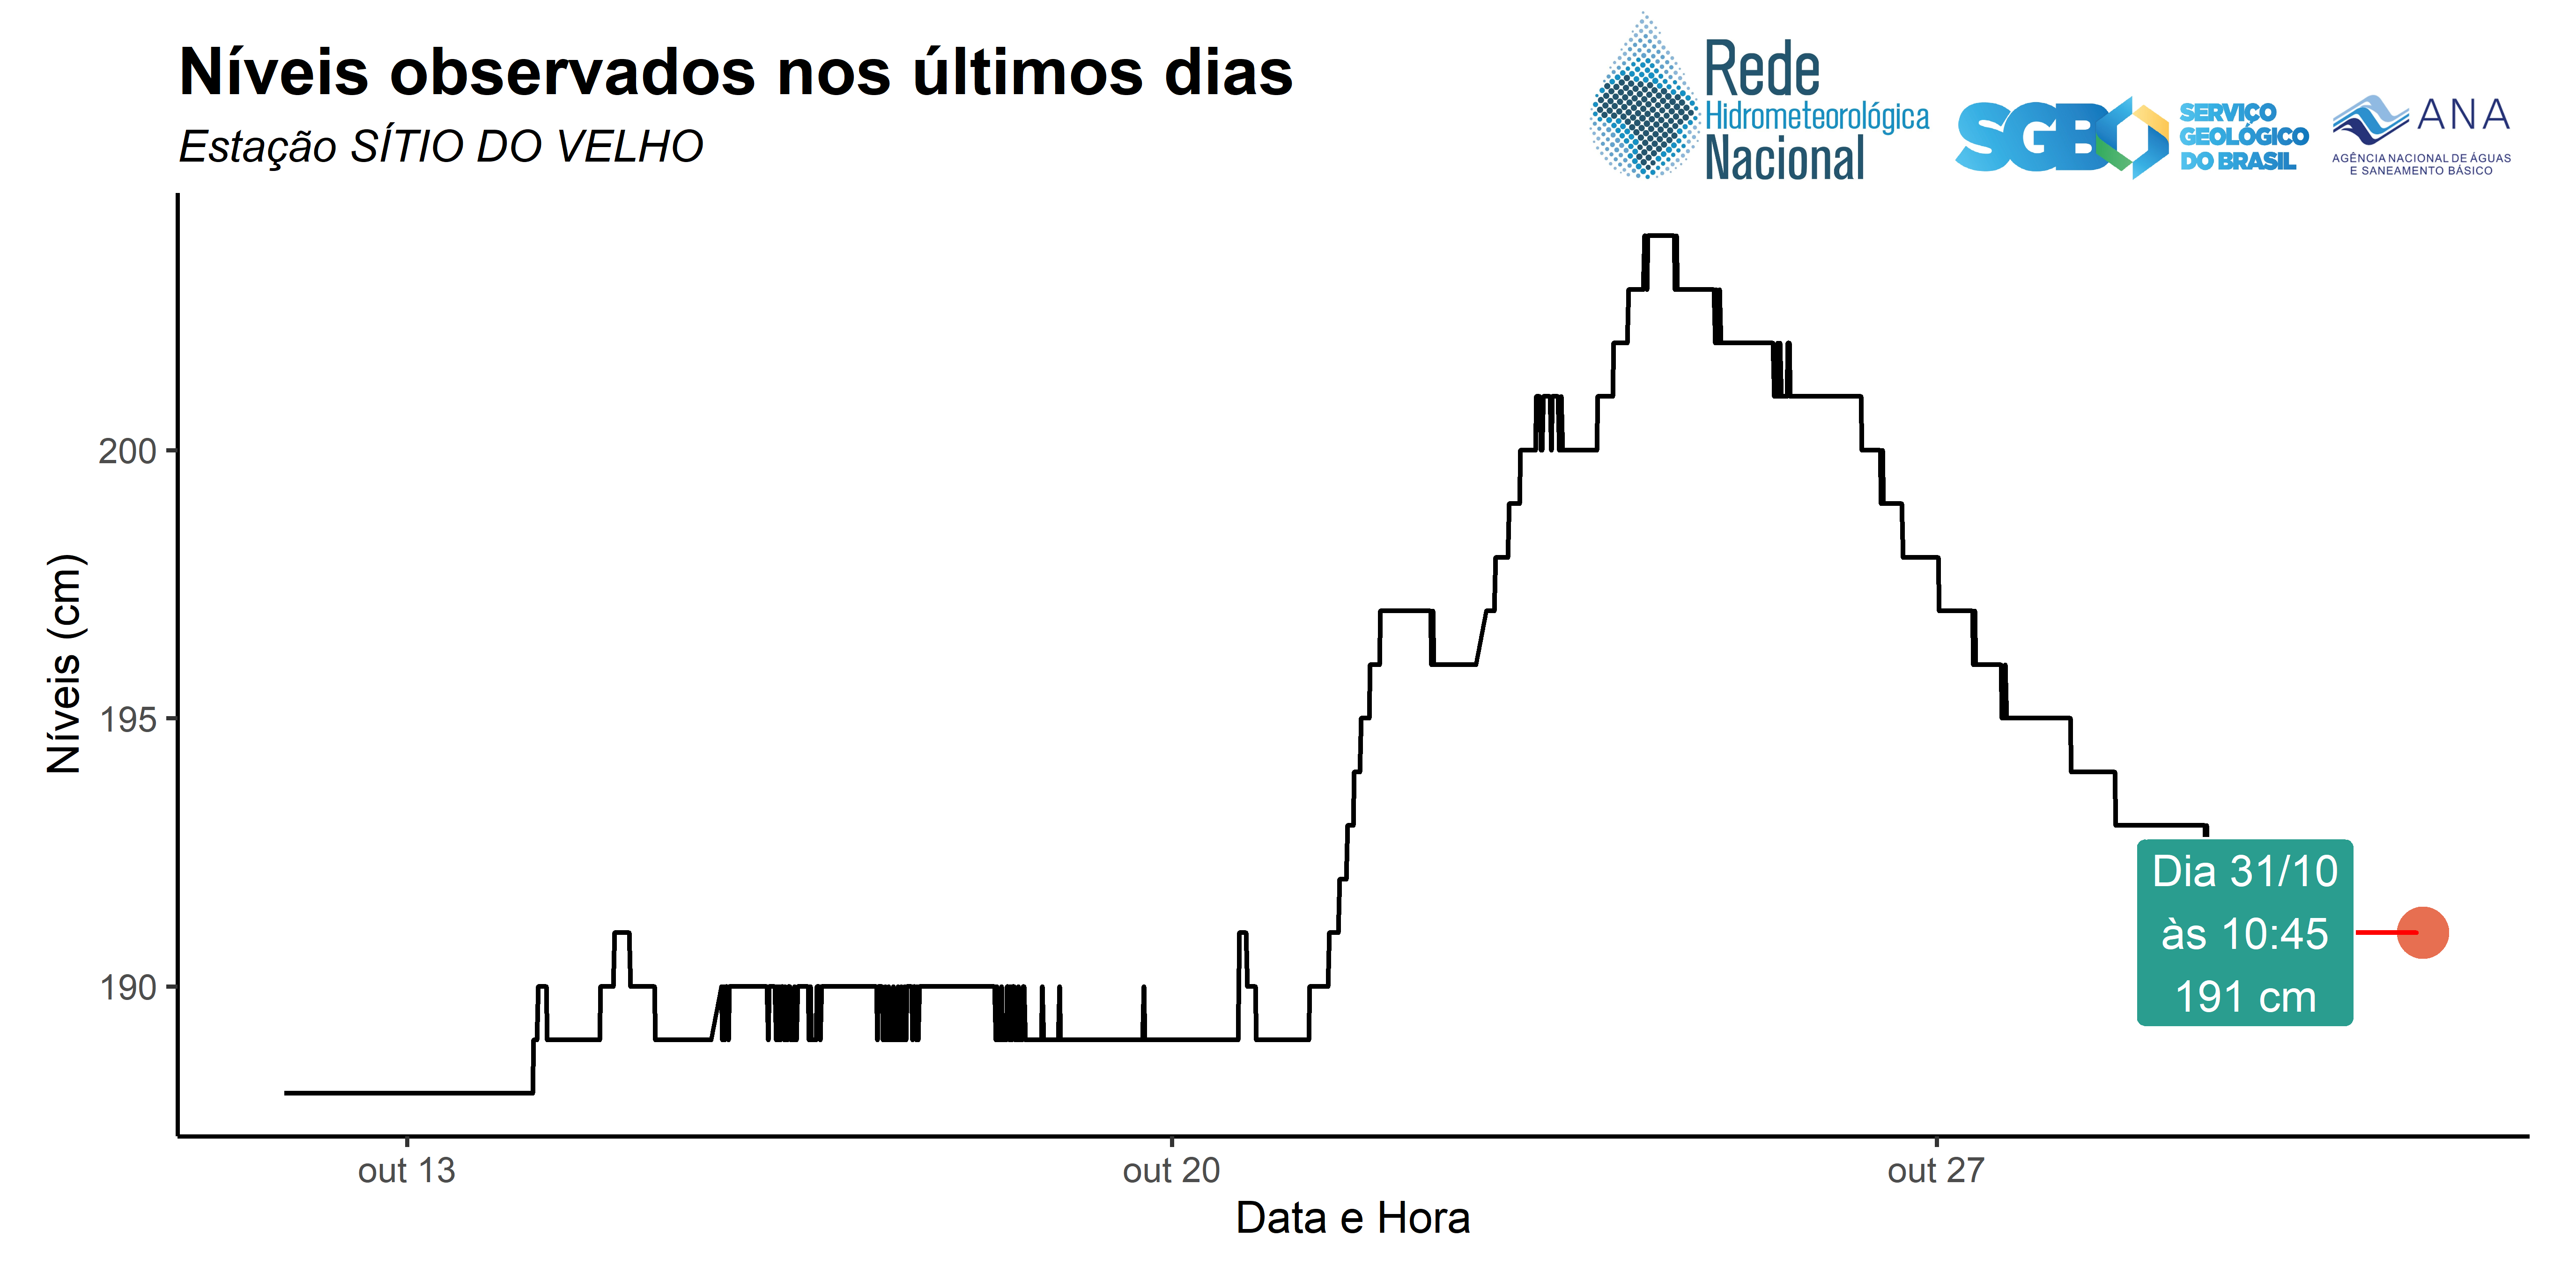 Níveis observados nos últimos dias
Estação SÍTIO DO VELHO
Rede
Hidrometeorológica
Nacional
SGB
SERVIÇO
GEOLÓGICO
DO BRASIL
ANA
AGÊNCIA NACIONAL DE ÁGUAS
E SANEAMENTO BÁSICO
Níveis (cm)
200
195
190
Dia 31/10
às 10:45
191 cm
out 13
out 20
out 27
Data e Hora